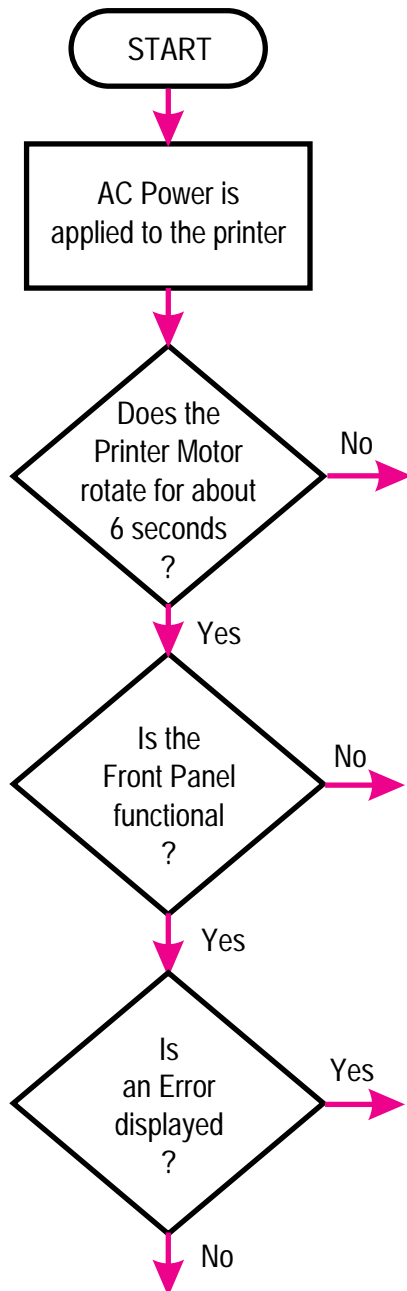 START
AC Power is
applied to the printer
Does the
Printer Motor
rotate for about
6 seconds
?
No
Yes
Is the
Front Panel
functional
?
No
Yes
Is
an Error
displayed
?
Yes
No